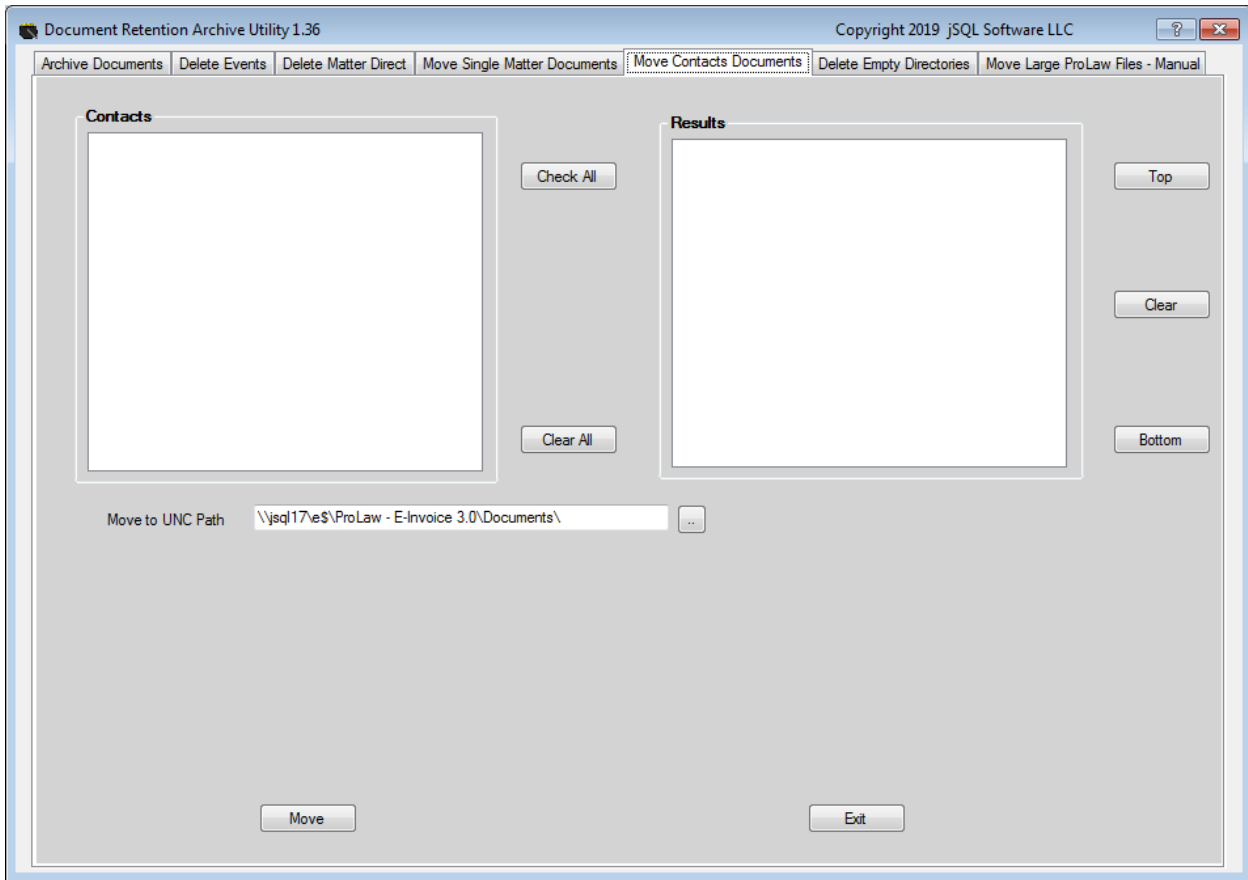 Document Retention Archive Utility 1.36 Copyright 2019 jSQL Software LLC ?
Archive Documents Delete Events Delete Matter Direct Move Single Matter Documents Move Contacts Documents Delete Empty Directories Move Large ProLaw Files - Manual
Contacts
Results
Check All
Top
Clear
Clear All
Bottom
Move to UNC Path \\jsql17\e$\ProLaw - E-Invoice 3.0\Documents\ ..
Move Exit